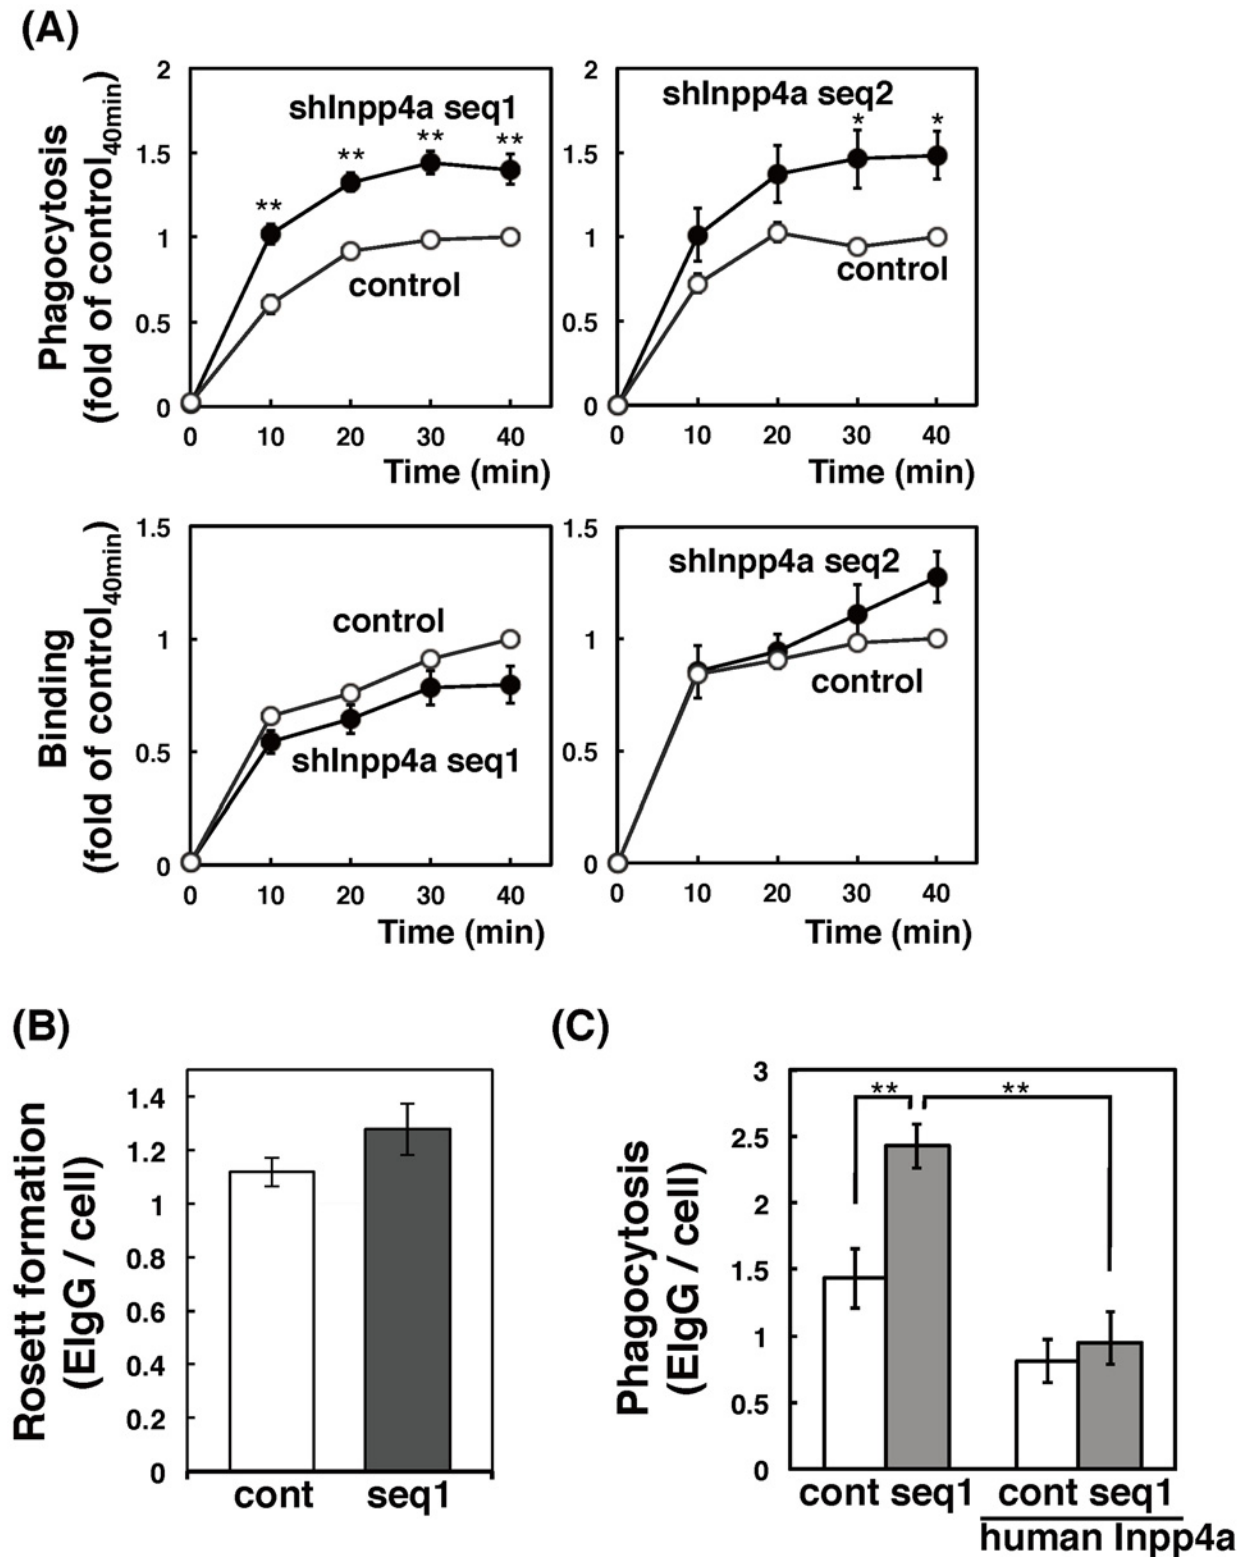 (A)
Phagocytosis
(fold of control40min)
2
1.5
1
0.5
0
shInpp4a seq1
**
**
**
**
control
0 10 20 30 40
Time (min)
2
1.5
1
0.5
0
shInpp4a seq2
*
*
control
0 10 20 30 40
Time (min)
Binding
(fold of control40min)
1.5
1
0.5
0
control
shInpp4a seq1
0 10 20 30 40
Time (min)
1.5
1
0.5
0
shInpp4a seq2
control
0 10 20 30 40
Time (min)
(B)
Rosett formation
(EIgG / cell)
1.4
1.2
1
0.8
0.6
0.4
0.2
0
cont seq1
(C)
Phagocytosis
(EIgG / cell)
3
2.5
2
1.5
1
0.5
0
**
**
cont seq1 cont seq1
human Inpp4a